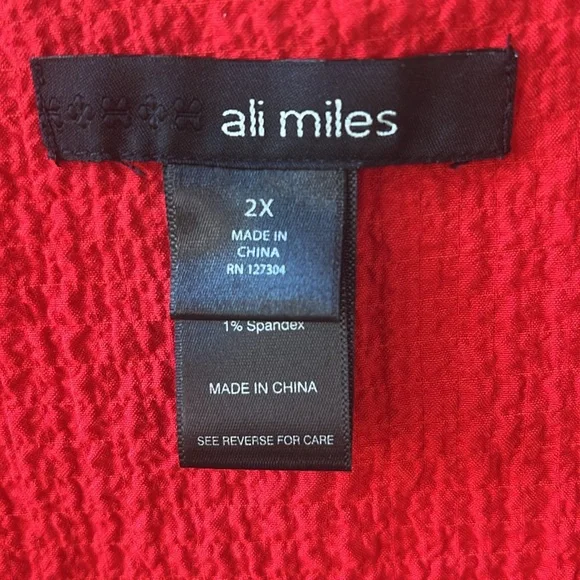 ali miles
2X
MADE IN
CHINA
RN 127304
1% Spandex
MADE IN CHINA
SEE REVERSE FOR CARE